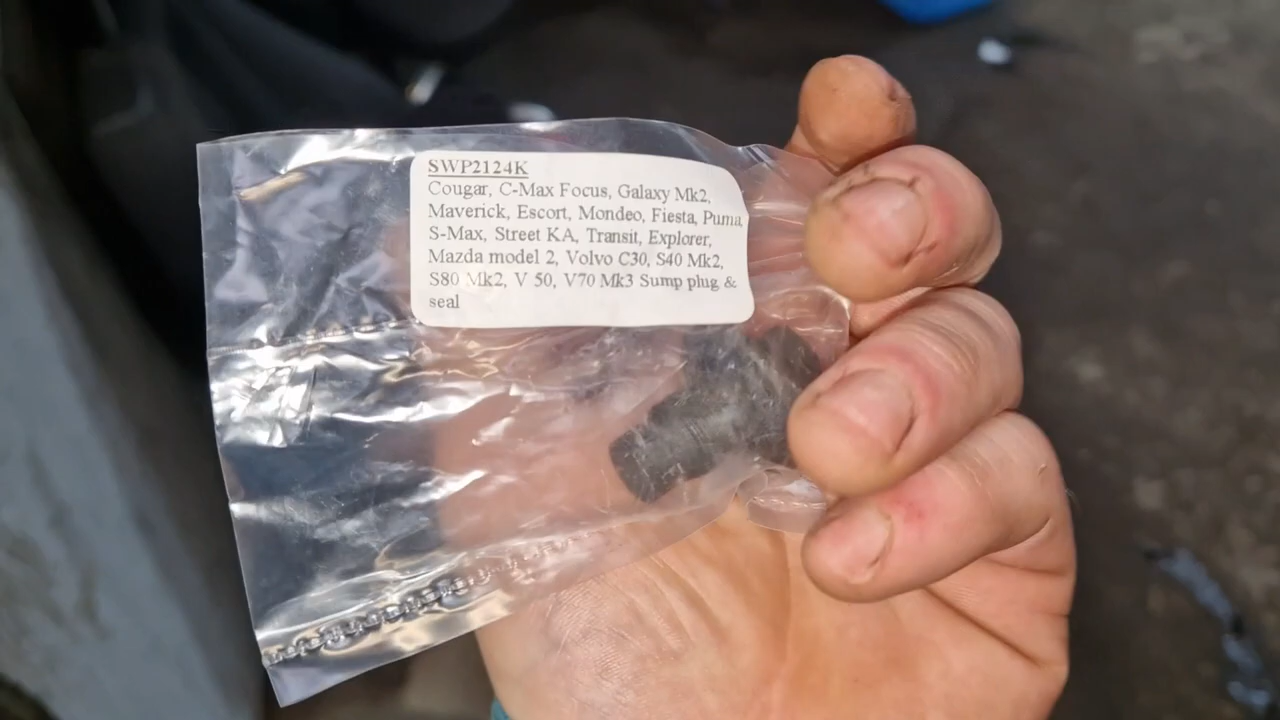 SWP2124K
Cougar, C-Max Focus, Galaxy Mk2,
Maverick, Escort, Mondeo, Fiesta, Puma,
S-Max, Street KA, Transit, Explorer,
Mazda model 2, Volvo C30, S40 Mk2,
S80 Mk2, V 50, V70 Mk3 Sump plug &
seal